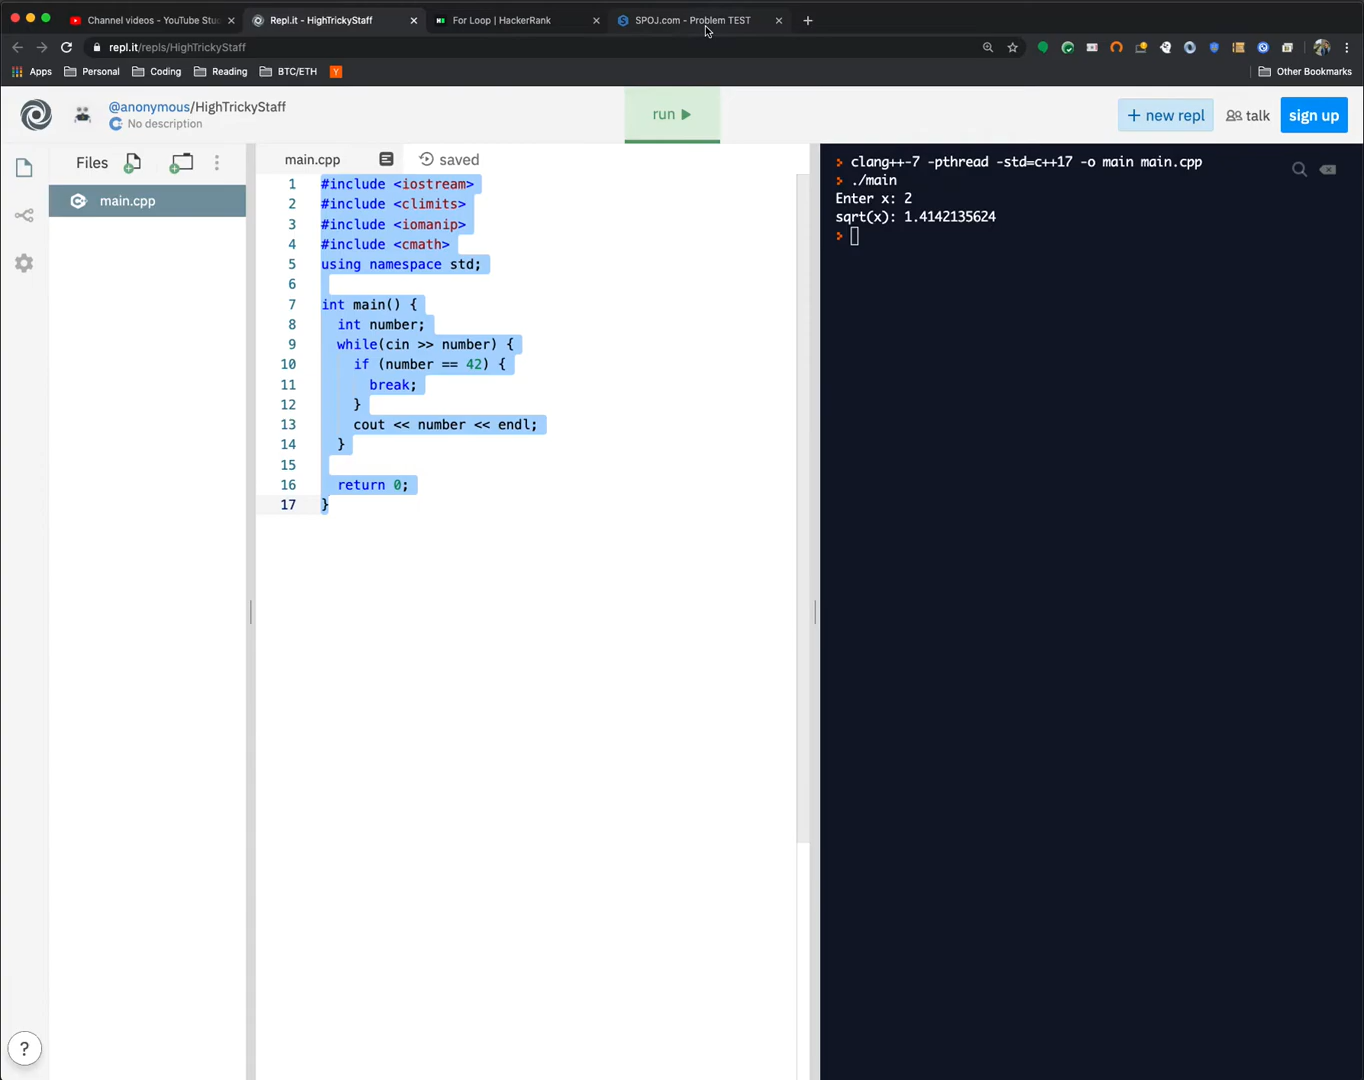 Channel videos - YouTube Stu
Repl.it - HighTrickyStaff
For Loop | HackerRank
SPOJ.com - Problem TEST
repl.it/repls/HighTrickyStaff
Apps
Personal
Coding
Reading
BTC/ETH
Y
Other Bookmarks
@anonymous/HighTrickyStaff
No description
run
+ new repl
talk
sign up
Files
main.cpp
main.cpp
saved
1 #include <iostream>
2 #include <climits>
3 #include <iomanip>
4 #include <cmath>
5 using namespace std;
6
7 int main() {
8 int number;
9 while(cin >> number) {
10 if (number == 42) {
11 break;
12 }
13 cout << number << endl;
14 }
15
16 return 0;
17 }
clang++-7 -pthread -std=c++17 -o main main.cpp
./main
Enter x: 2
sqrt(x): 1.4142135624
?